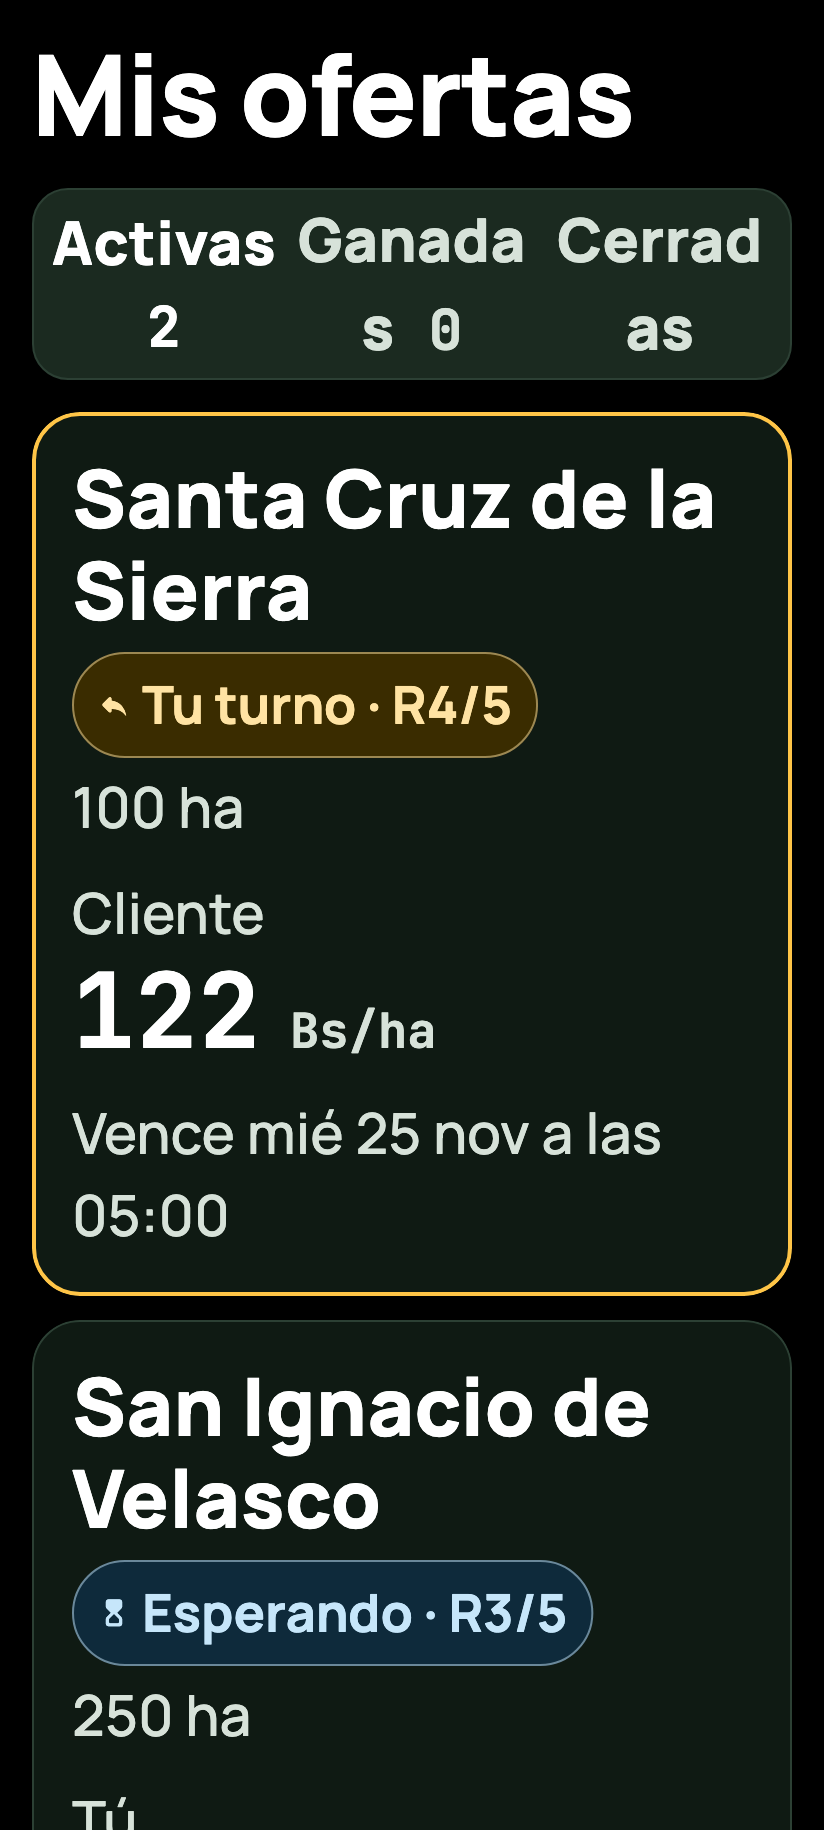 Mis ofertas
Activas Ganada Cerrad
2 s 0 as
Santa Cruz de la
Sierra
Tu turno · R4/5
100 ha
Cliente
122 Bs/ha
Vence mié 25 nov a las
05:00
San Ignacio de
Velasco
Esperando · R3/5
250 ha
Tú